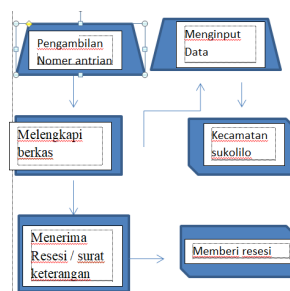 Pengambilan
Nomer antrian
Menginput
Data
Melengkapi
berkas
Kecamatan
sukolilo
Menerima
Resesi / surat
keterangan
Memberi resesi